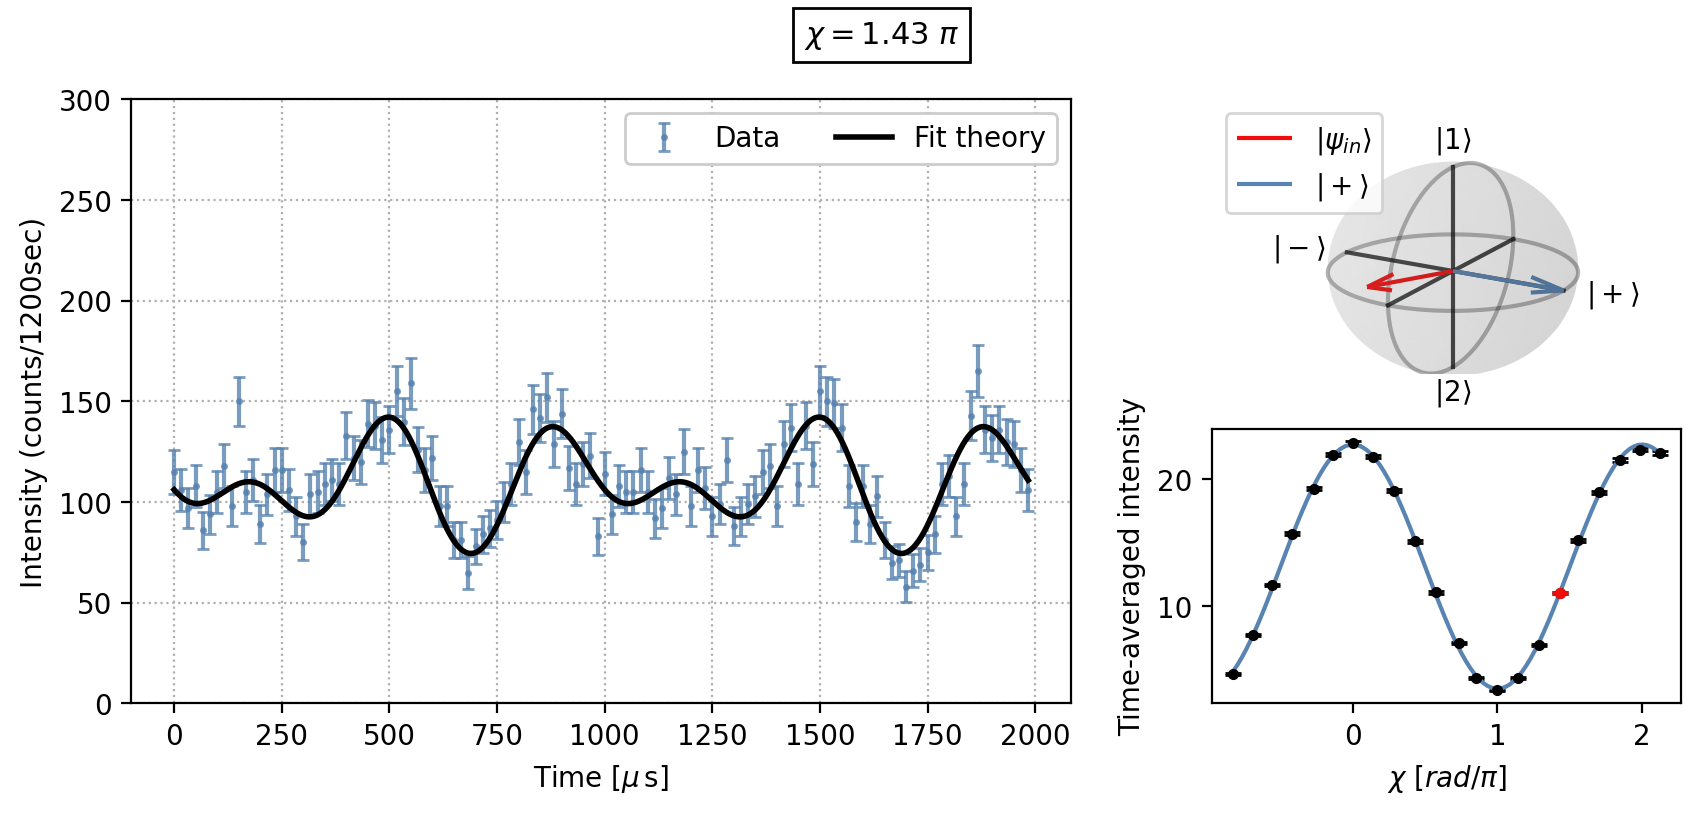 χ = 1.43 π
Intensity (counts/1200sec)
300
250
200
150
100
50
0
Data
Fit theory
0 250 500 750 1000 1250 1500 1750 2000
Time [μ s]
|ψin⟩
|+⟩
|1⟩
|−⟩
|+⟩
|2⟩
Time-averaged intensity
20
10
0 1 2
χ [rad/π]